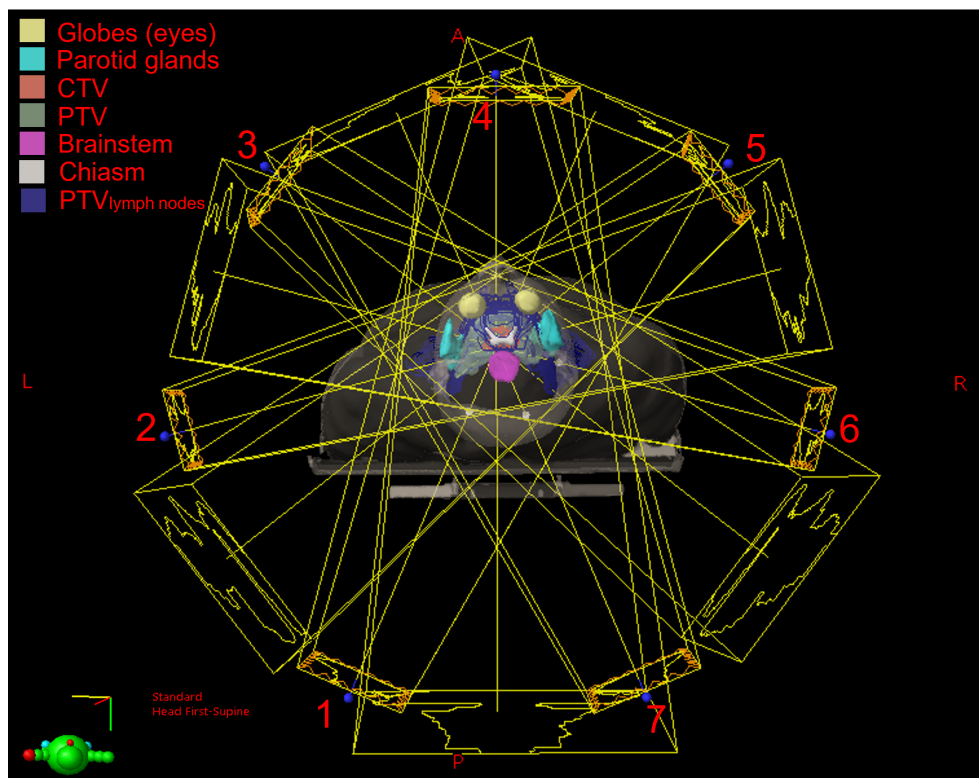 Globes (eyes)
Parotid glands
CTV
PTV
Brainstem
Chiasm
PTVlymph nodes
A
4
3
5
L
R
2
6
1
7
P
Standard
Head First-Supine